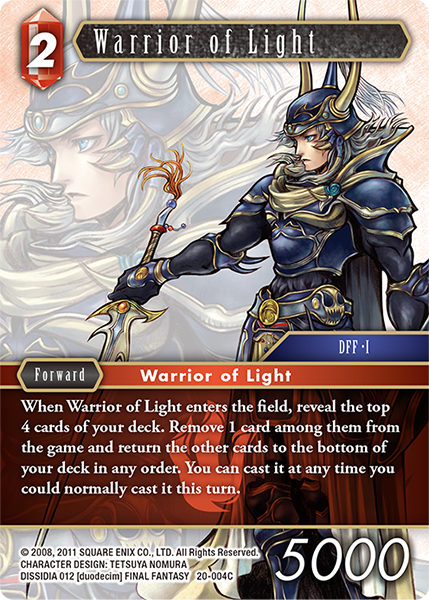 2
Warrior of Light
DFF・I
Forward
Warrior of Light
When Warrior of Light enters the field, reveal the top
4 cards of your deck. Remove 1 card among them from
the game and return the other cards to the bottom of
your deck in any order. You can cast it at any time you
could normally cast it this turn.
© 2008, 2011 SQUARE ENIX CO., LTD. All Rights Reserved.
CHARACTER DESIGN: TETSUYA NOMURA
DISSIDIA 012 [duodecim] FINAL FANTASY 20-004C
5000